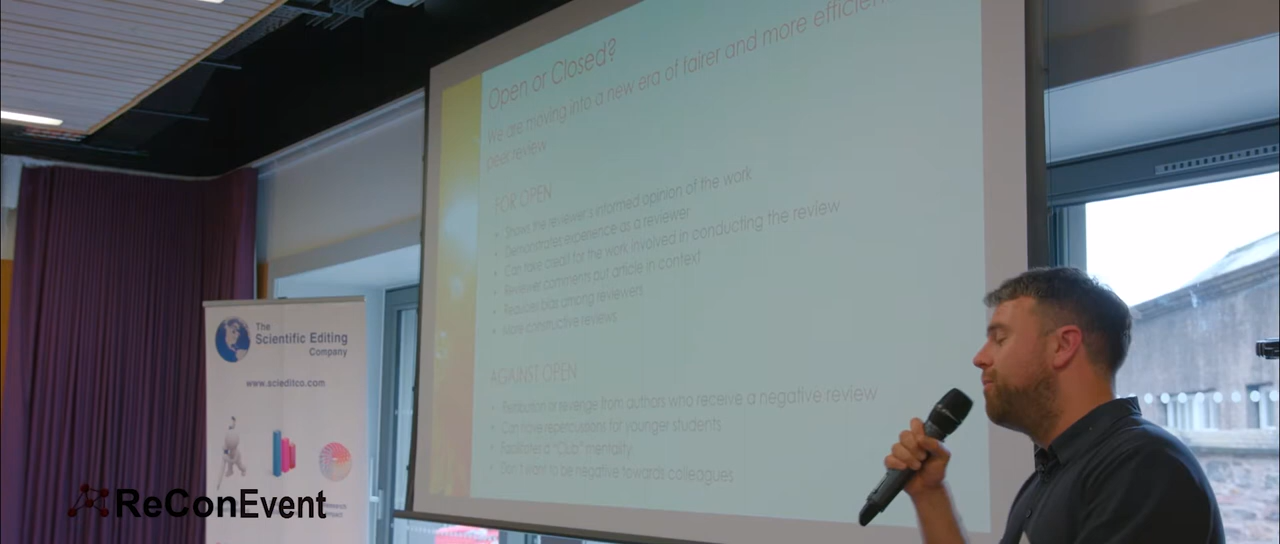 Open or Closed?
We are moving into a new era of fairer and more efficient
peer review
FOR OPEN
• Shows the reviewer's informed opinion of the work
• Demonstrates experience as a reviewer
• Can take credit for the work involved in conducting the review
• Reviewer comments put article in context
• Reduces bias among reviewers
• More constructive reviews
AGAINST OPEN
• Retribution or revenge from authors who receive a negative review
• Can have repercussions for younger students
• Facilitates a "Club" mentality
• Don't want to be negative towards colleagues
The
Scientific Editing
Company
www.scieditco.com
ReConEvent